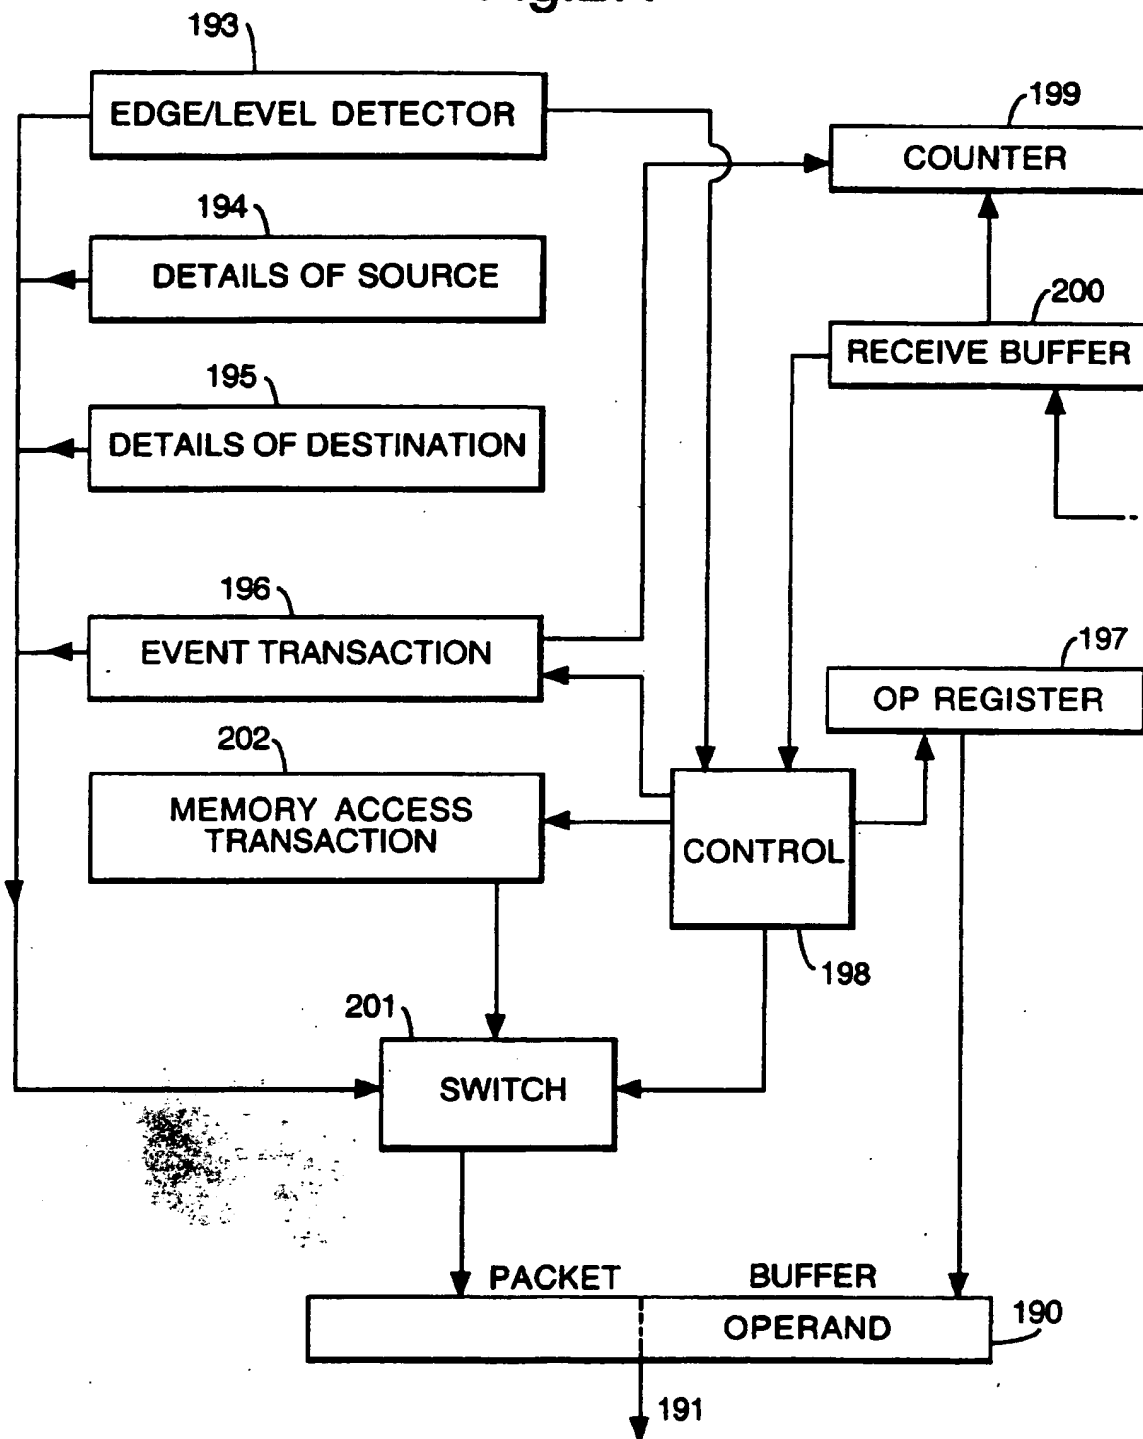 193
EDGE/LEVEL DETECTOR
199
COUNTER
194
DETAILS OF SOURCE
200
RECEIVE BUFFER
195
DETAILS OF DESTINATION
196
EVENT TRANSACTION
197
OP REGISTER
202
MEMORY ACCESS
TRANSACTION
CONTROL
198
201
SWITCH
PACKET BUFFER
OPERAND
190
191